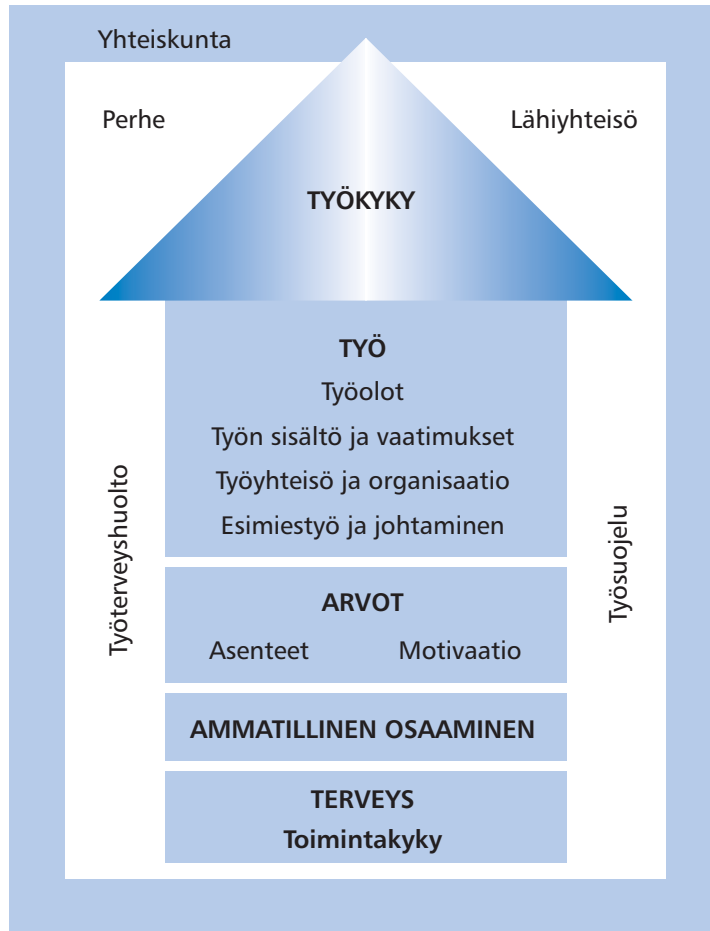 Yhteiskunta
Perhe
Lähiyhteisö
TYÖKYKY
TYÖ
Työolot
Työn sisältö ja vaatimukset
Työyhteisö ja organisaatio
Esimiestyö ja johtaminen
Työterveyshuolto
Työsuojelu
ARVOT
Asenteet Motivaatio
AMMATILLINEN OSAAMINEN
TERVEYS
Toimintakyky